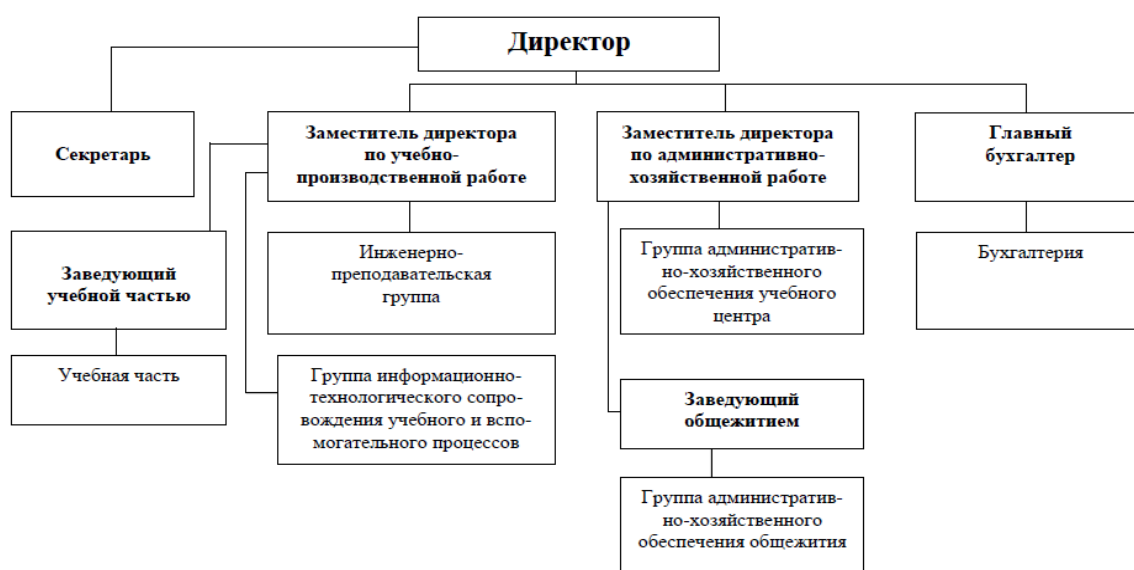 Директор
Секретарь
Заместитель директора
по учебно-
производственной работе
Заместитель директора
по административно-
хозяйственной работе
Главный
бухгалтер
Заведующий
учебной частью
Инженерно-
преподавательская
группа
Группа административ-
но-хозяйственного
обеспечения учебного
центра
Бухгалтерия
Учебная часть
Группа информационно-
технологического сопро-
вождения учебного и вспо-
могательного процессов
Заведующий
общежитием
Группа административ-
но-хозяйственного
обеспечения общежития